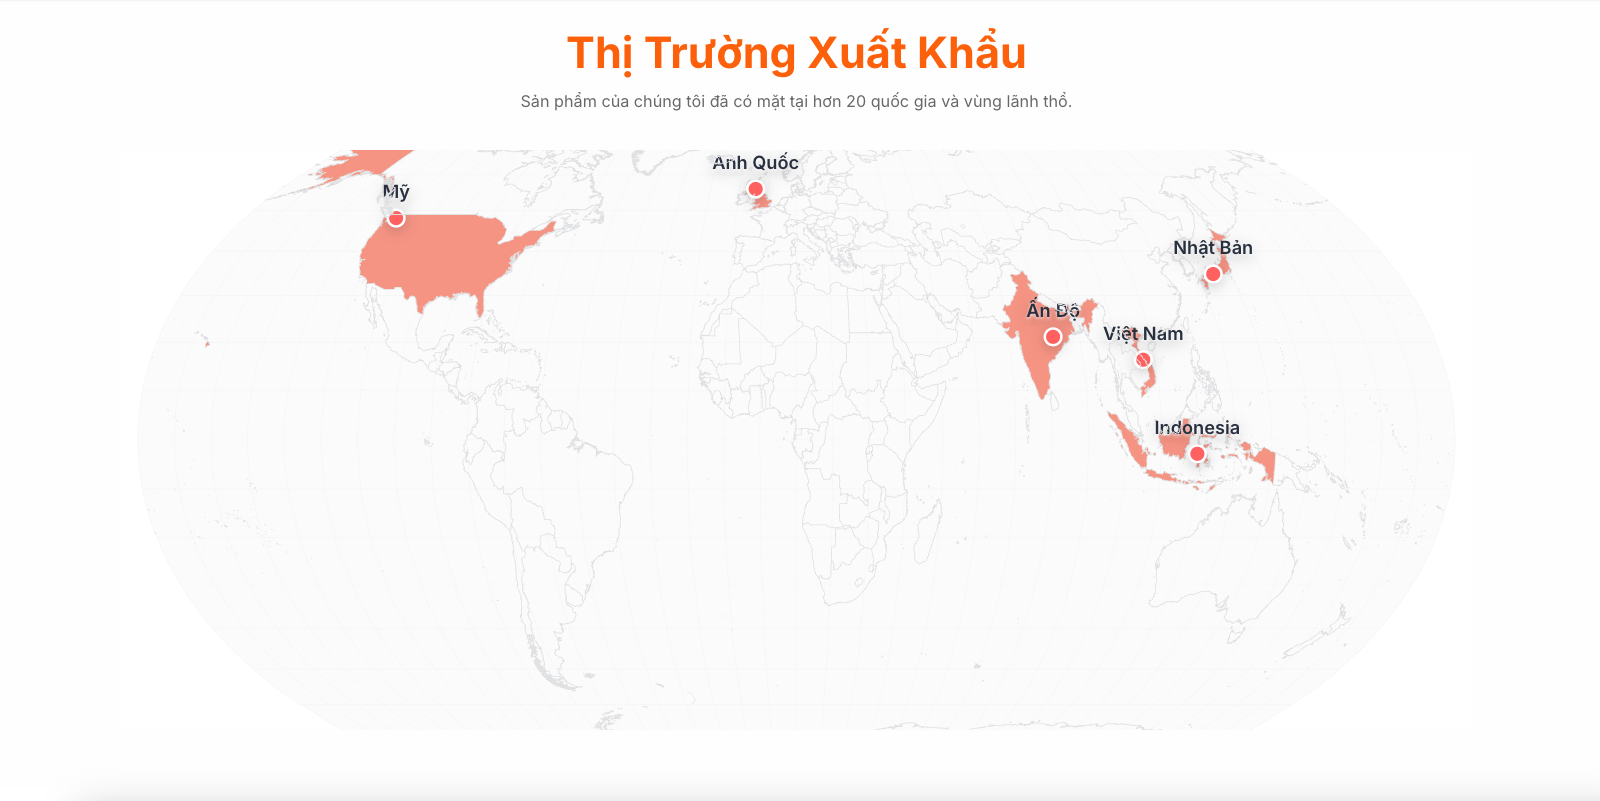 Thị Trường Xuất Khẩu
Sản phẩm của chúng tôi đã có mặt tại hơn 20 quốc gia và vùng lãnh thổ.
Anh Quốc
Mỹ
Nhật Bản
Ấn Độ
Việt Nam
Indonesia